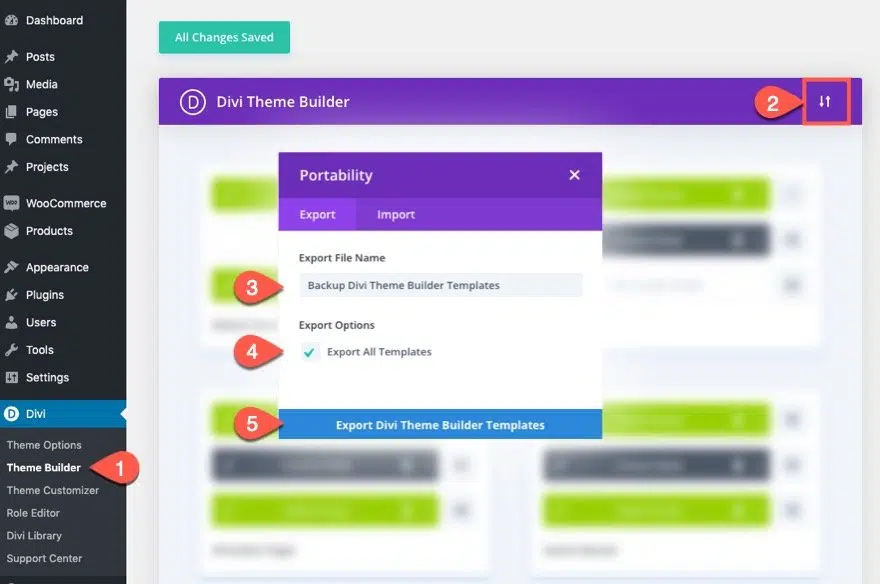 Dashboard
Posts
Media
Pages
Comments
Projects
WooCommerce
Products
Appearance
Plugins
Users
Tools
Settings
Divi
Theme Options
Theme Builder
1
Theme Customizer
Role Editor
Divi Library
Support Center
All Changes Saved
D Divi Theme Builder
2
Portability
Export Import
Export File Name
3
Backup Divi Theme Builder Templates
Export Options
4
Export All Templates
5
Export Divi Theme Builder Templates